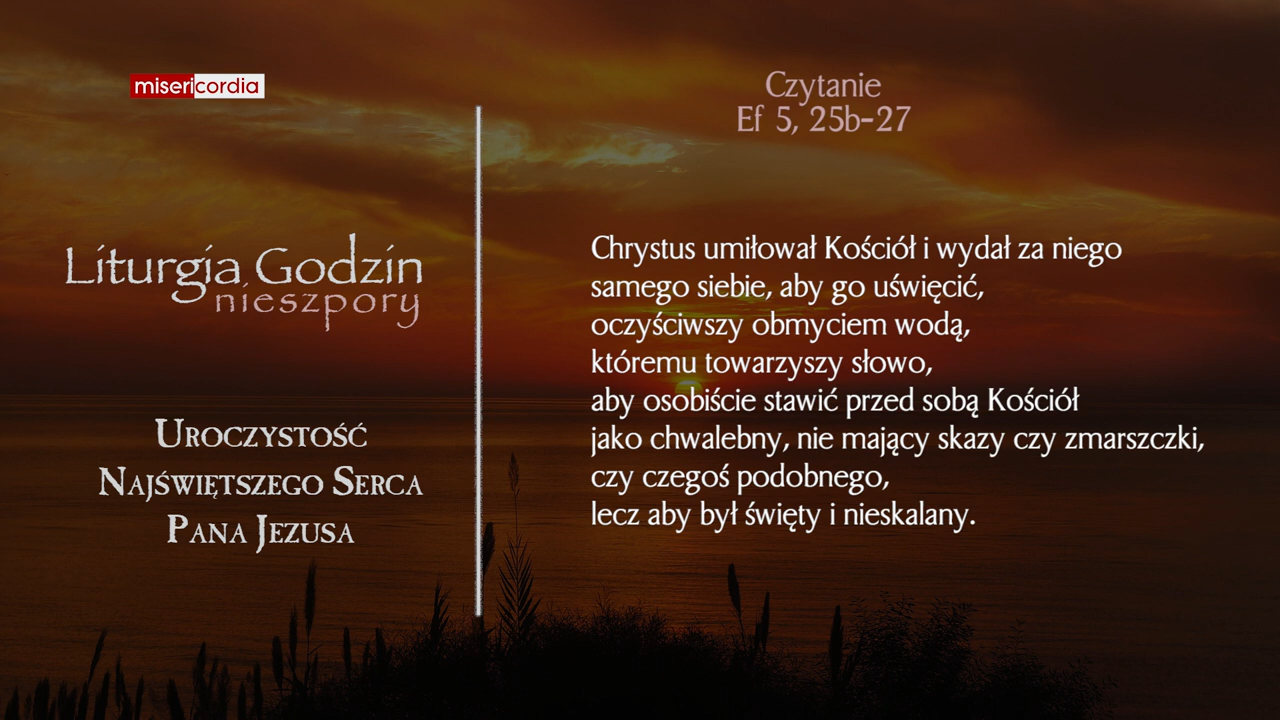 misericordia
Liturgia Godzin
nieszpory
Uroczystość
Najświętszego Serca
Pana Jezusa
Czytanie
Ef 5, 25b-27
Chrystus umiłował Kościół i wydał za niego
samego siebie, aby go uświęcić,
oczyściwszy obmyciem wodą,
któremu towarzyszy słowo,
aby osobiście stawić przed sobą Kościół
jako chwalebny, nie mający skazy czy zmarszczki,
czy czegoś podobnego,
lecz aby był święty i nieskalany.